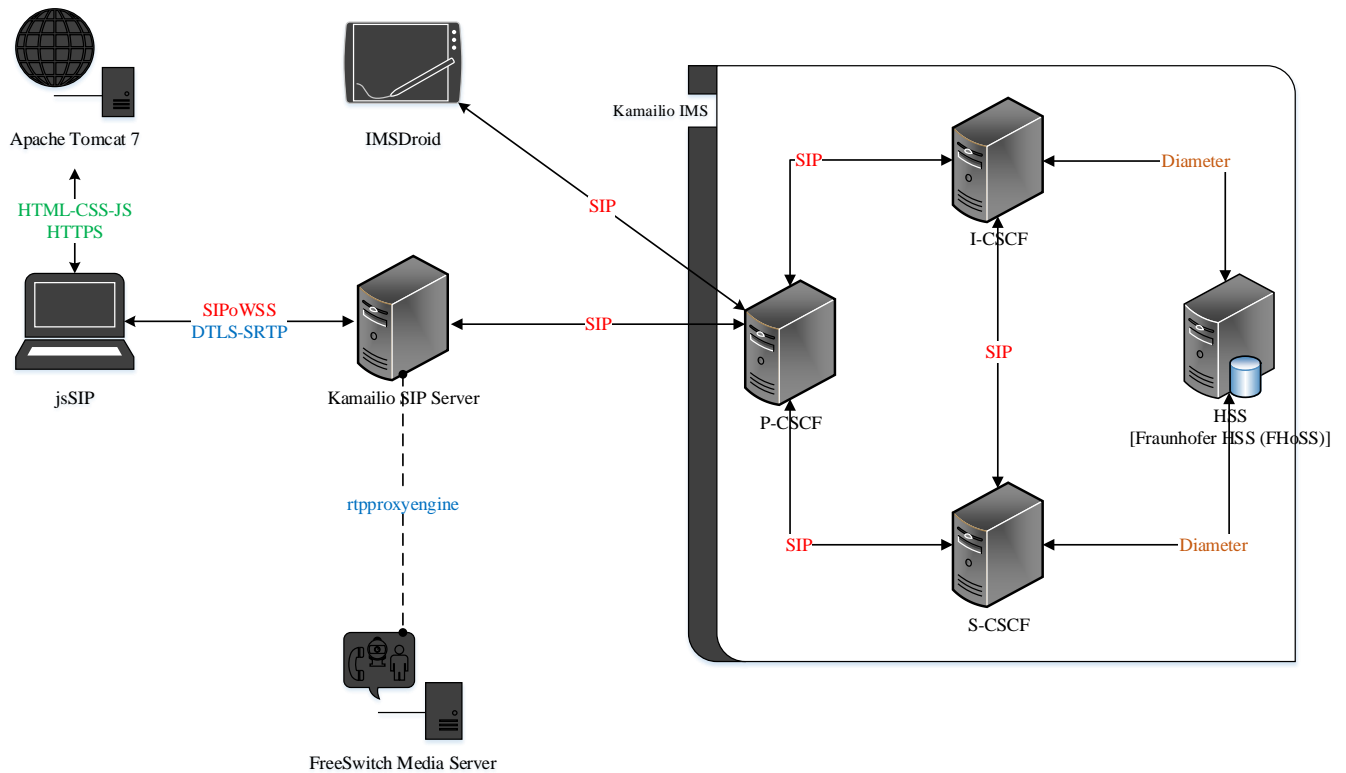 Apache Tomcat 7
IMSDroid
Kamailio IMS
HTML-CSS-JS
HTTPS
SIP
SIP
I-CSCF
Diameter
jsSIP
SIPoWSS
DTLS-SRTP
Kamailio SIP Server
SIP
P-CSCF
SIP
HSS
[Fraunhofer HSS (FHoSS)]
rtpproxyengine
SIP
S-CSCF
Diameter
FreeSwitch Media Server